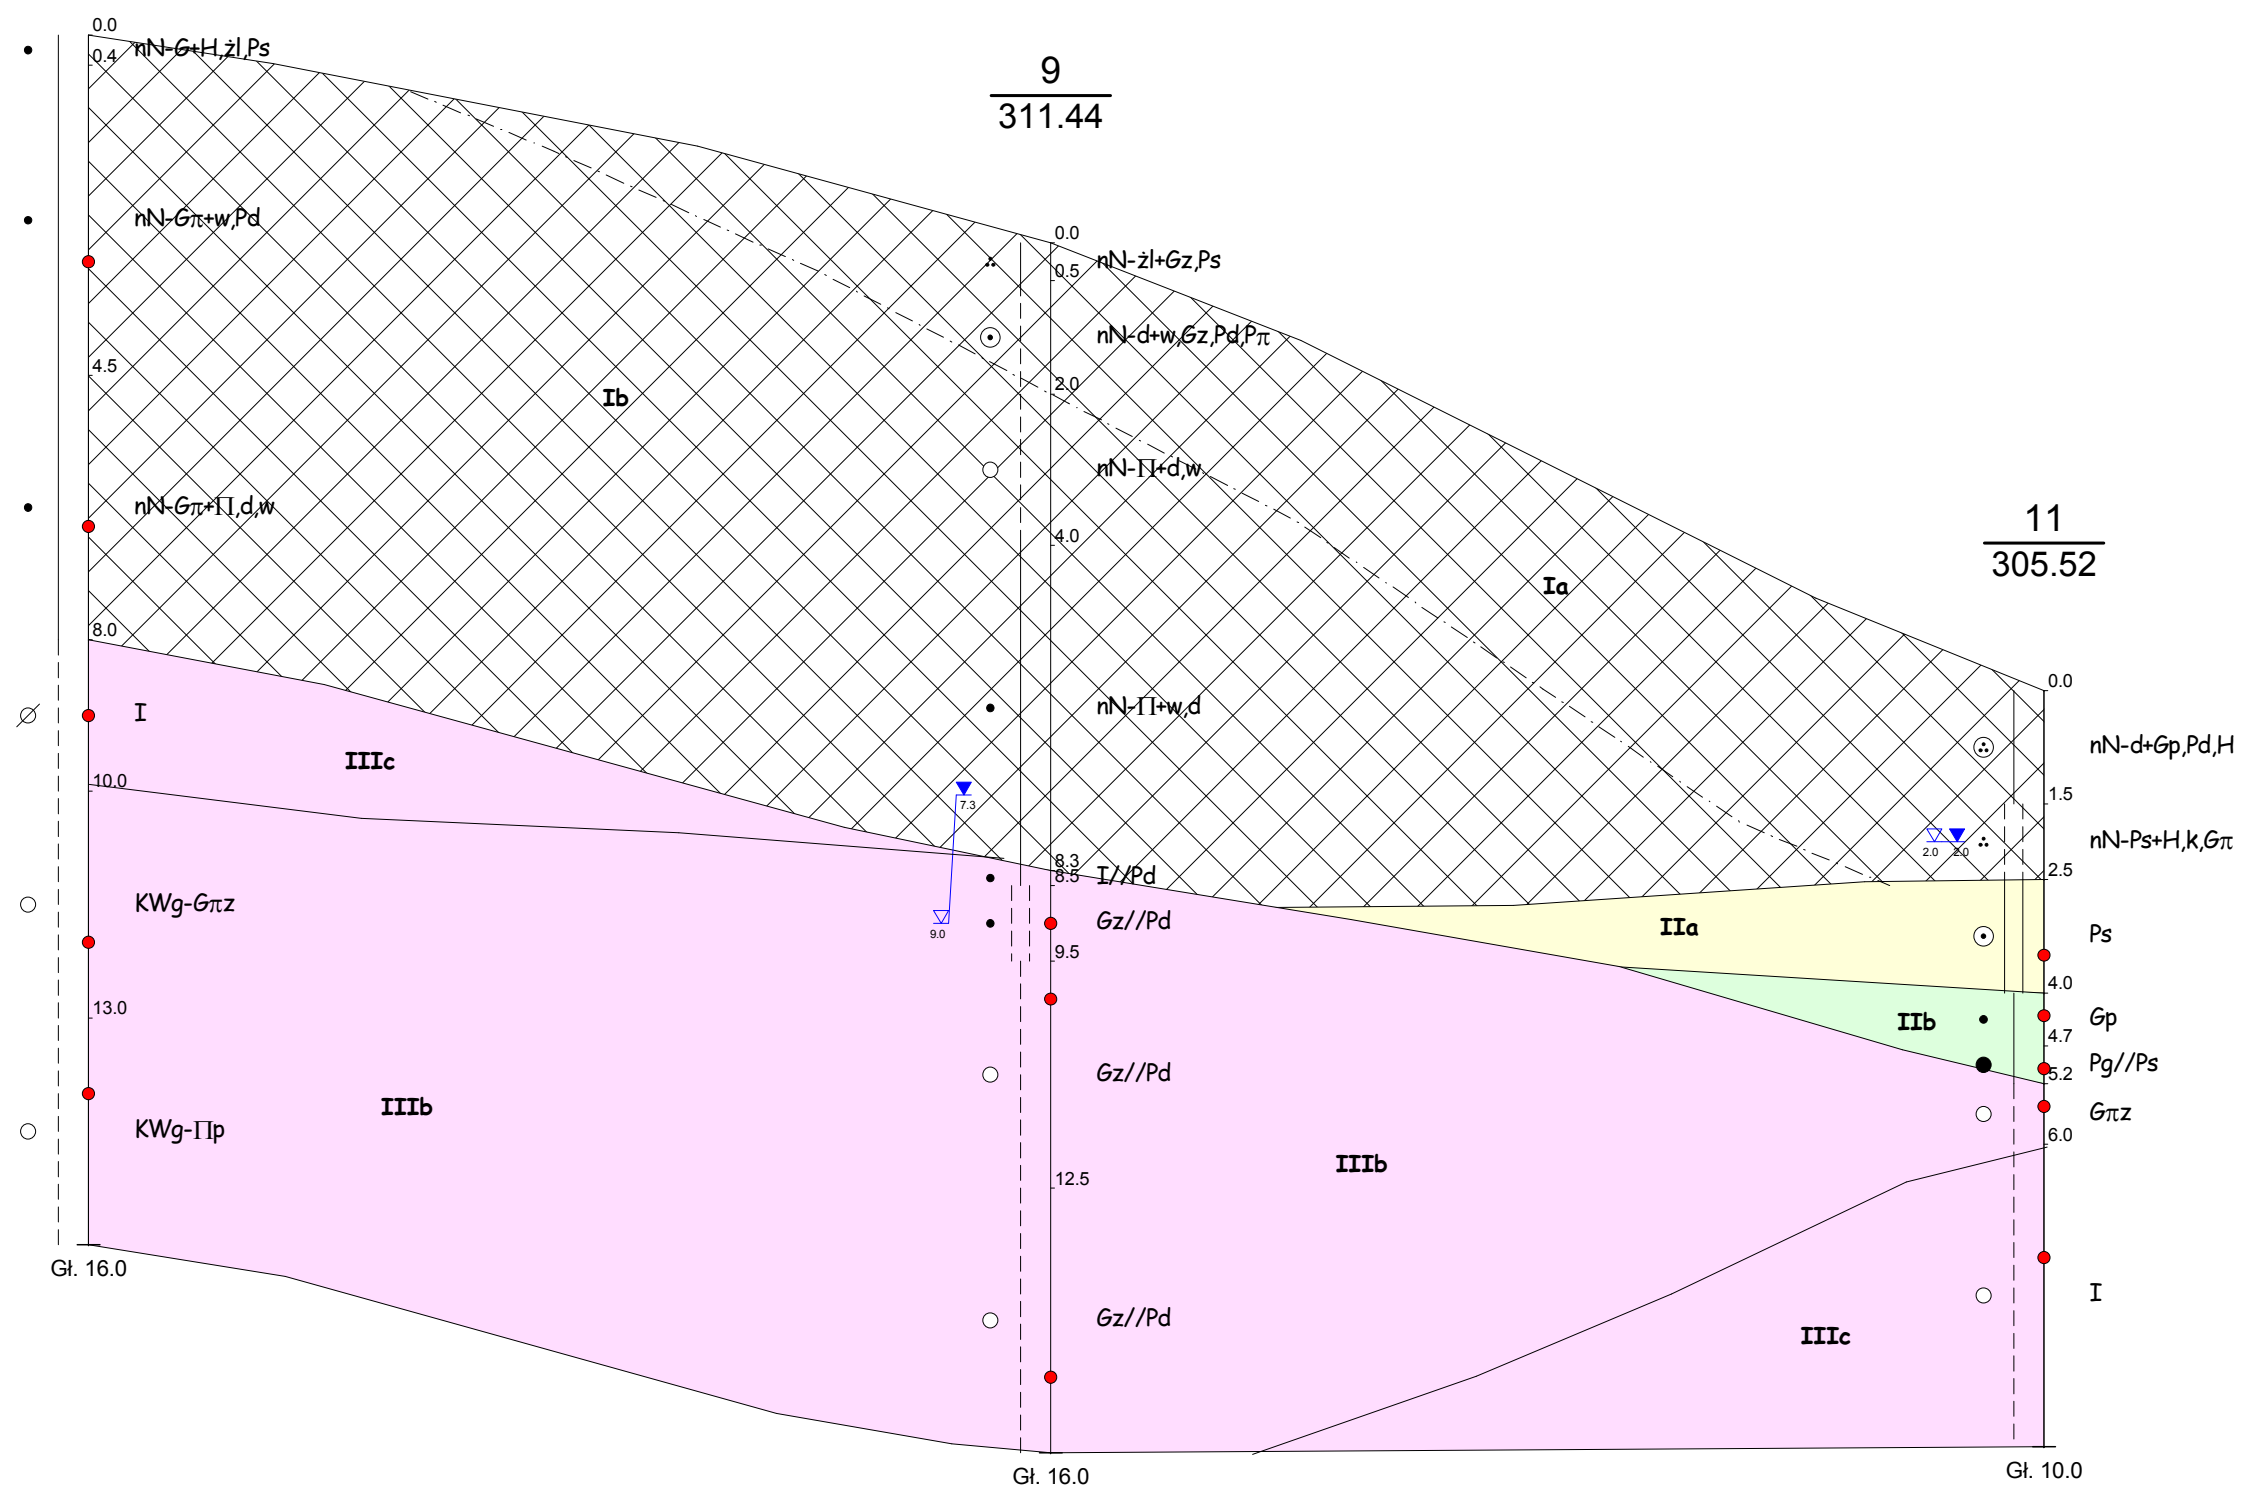 0.0
nN-G+H,żl,Ps
0.4
9
311.44
nN-Gπ+w,Pd
0.0
nN-żl+Gz,Ps
0.5
nN-d+w,Gz,Pd,Pπ
4.5
2.0
Ib
nN-Π+d,w
nN-Gπ+Π,d,w
4.0
11
305.52
Ia
8.0
0.0
I
nN-Π+w,d
IIIc
nN-d+Gp,Pd,H
10.0
7.3
1.5
2.0
2.0
nN-Ps+H,k,Gπ
8.3
2.5
8.5
I//Pd
KWg-Gπz
9.0
Gz//Pd
IIa
Ps
9.5
4.0
13.0
IIb
Gp
4.7
Gz//Pd
Pg//Ps
5.2
IIIb
Gπz
KWg-Πp
6.0
IIIb
12.5
Gł. 16.0
I
Gz//Pd
IIIc
Gł. 16.0
Gł. 10.0